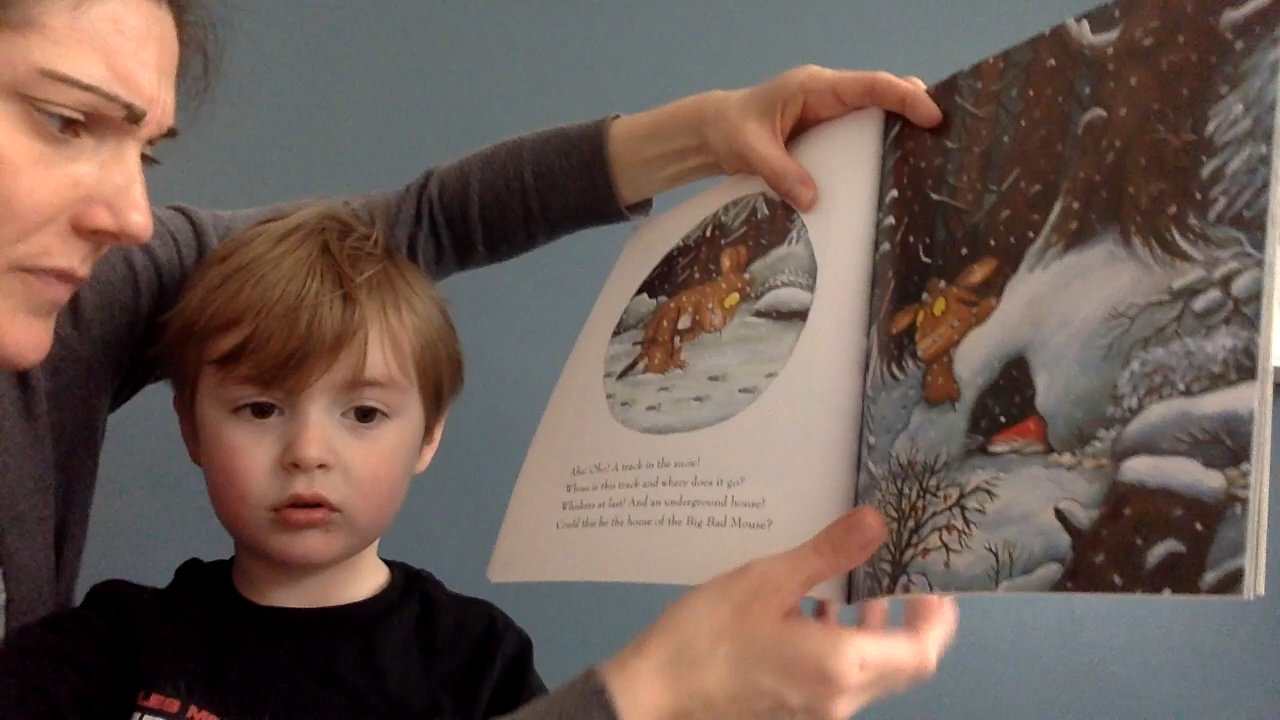 Aha! Oho! A track in the snow!
Whose is this track and where does it go?
Whiskers at last! And an underground house!
Could this be the house of the Big Bad Mouse?
LES